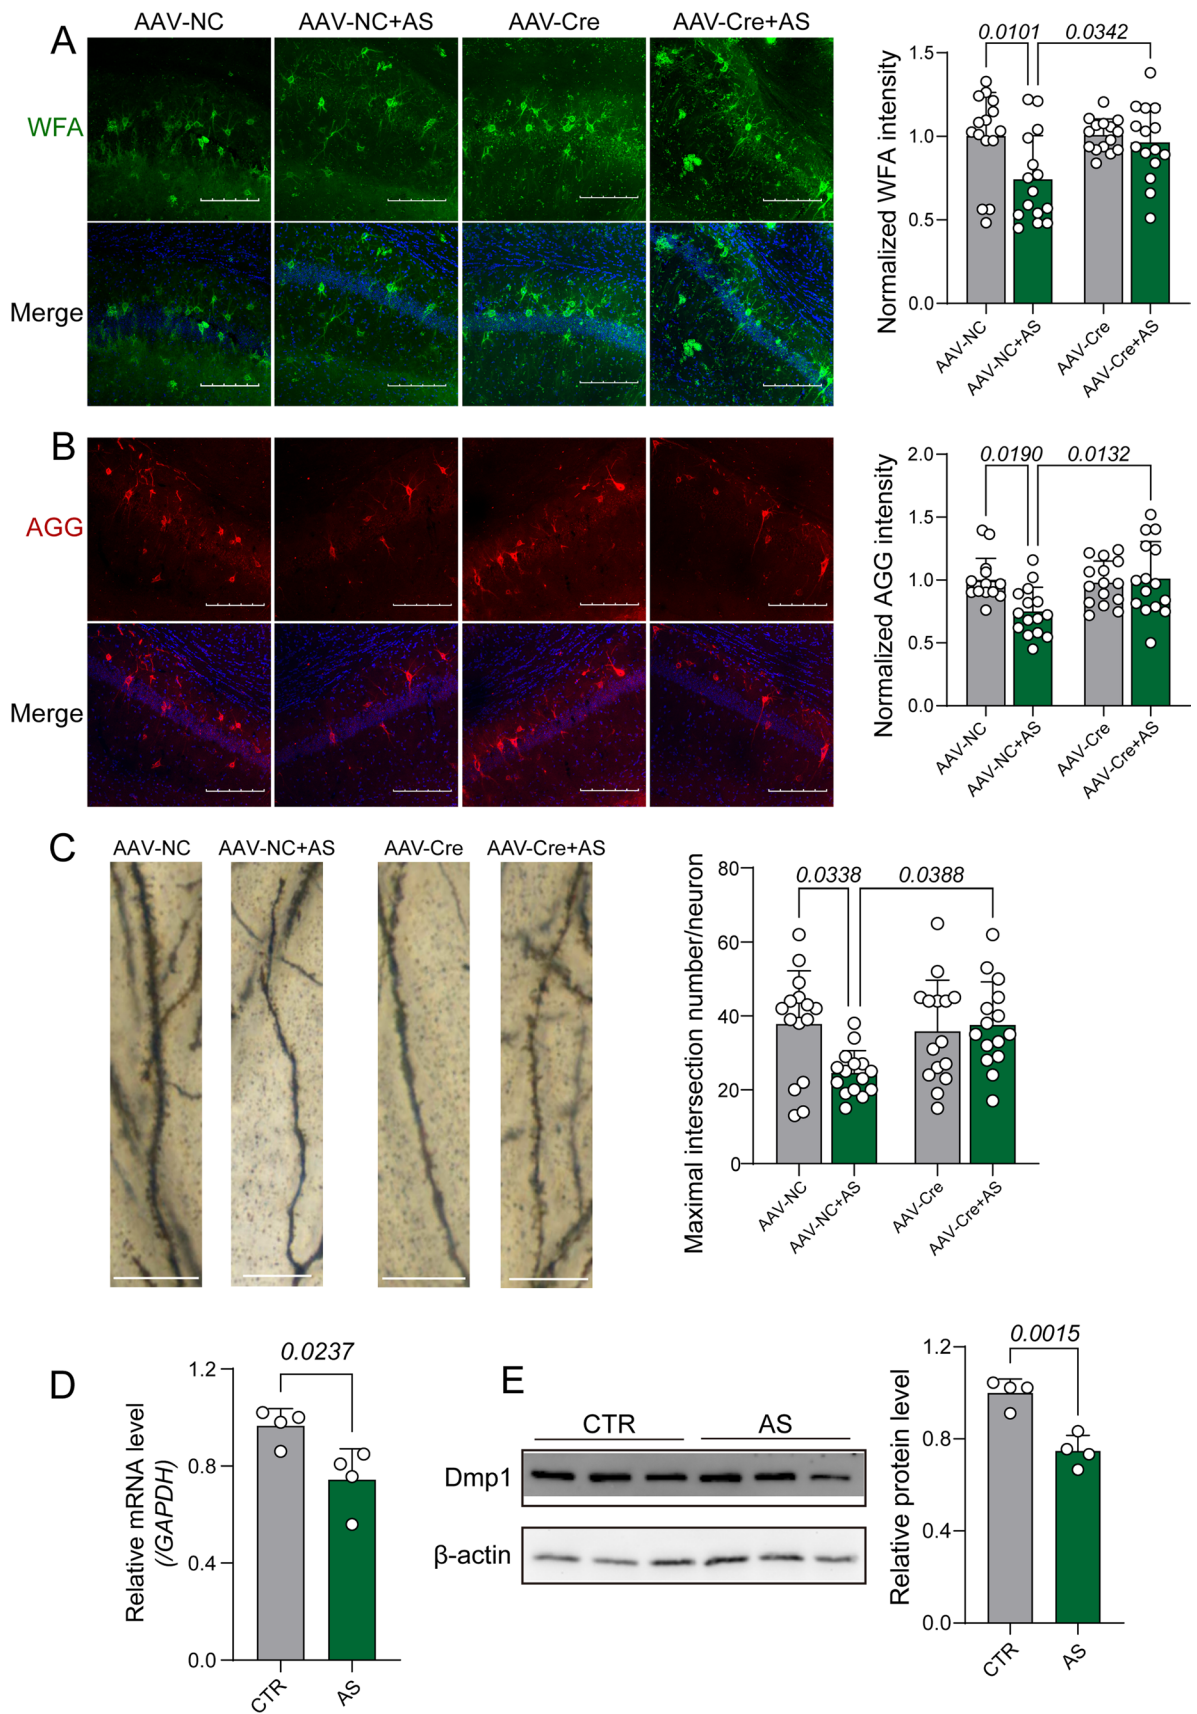 A
AAV-NC
AAV-NC+AS
AAV-Cre
AAV-Cre+AS
WFA
Merge
Normalized WFA intensity
0.0101
0.0342
1.5
1.0
0.5
0.0
AAV-NC
AAV-NC+AS
AAV-Cre
AAV-Cre+AS
B
AGG
Merge
Normalized AGG intensity
0.0190
0.0132
2.0
1.5
1.0
0.5
0.0
AAV-NC
AAV-NC+AS
AAV-Cre
AAV-Cre+AS
C
AAV-NC
AAV-NC+AS
AAV-Cre
AAV-Cre+AS
Maximal intersection number/neuron
0.0338
0.0388
80
60
40
20
0
AAV-NC
AAV-NC+AS
AAV-Cre
AAV-Cre+AS
D
Relative mRNA level
(/GAPDH)
0.0237
1.2
0.8
0.4
0.0
CTR
AS
E
CTR
AS
Dmp1
β-actin
Relative protein level
0.0015
1.2
0.8
0.4
0.0
CTR
AS